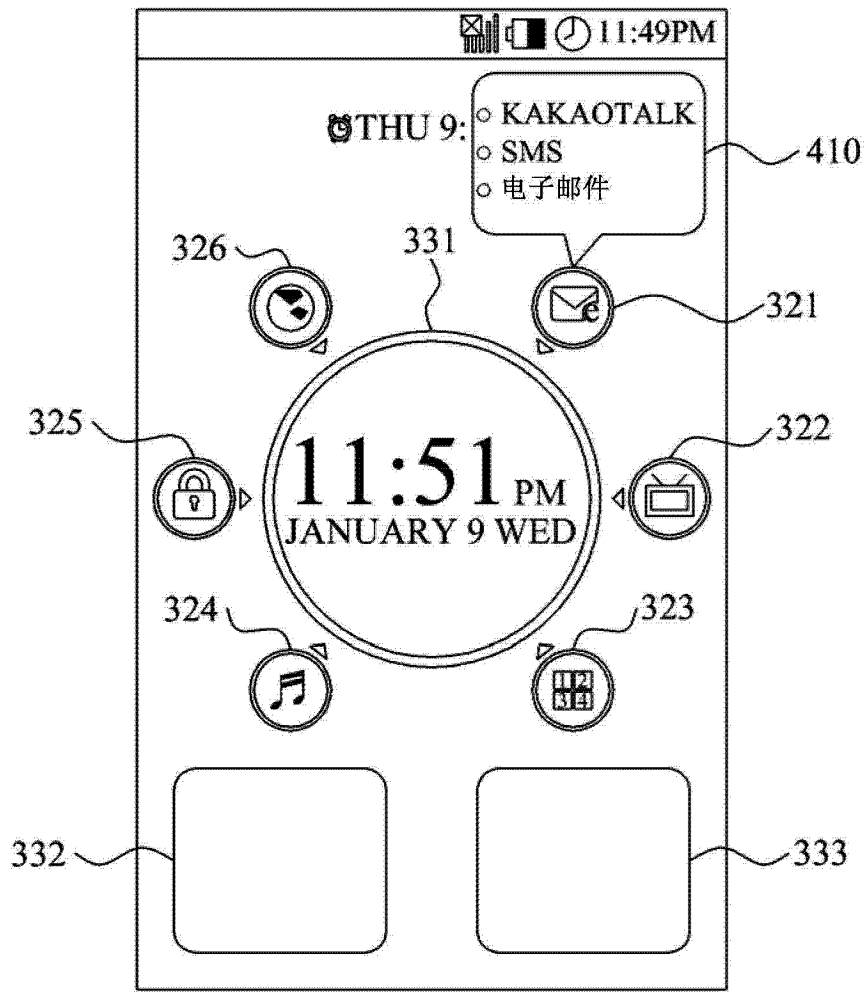 11:49PM
THU 9:
KAKAOTALK
SMS
电子邮件
410
326
331
321
325
322
11:51 PM
JANUARY 9 WED
324
323
1 2
3 4
332
333